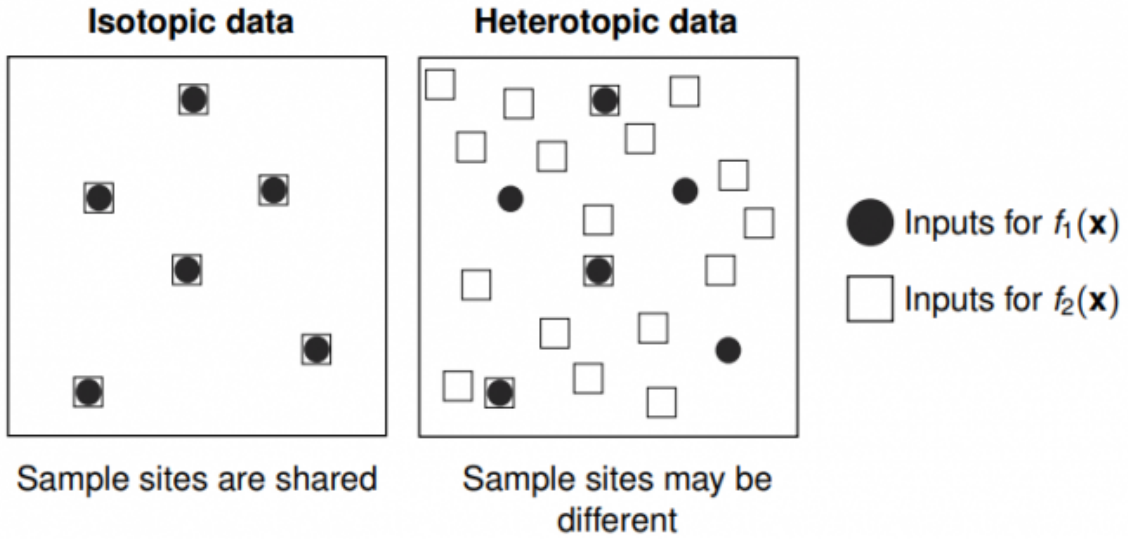 Isotopic data
Heterotopic data
Inputs for f₁(x)
Inputs for f₂(x)
Sample sites are shared
Sample sites may be
different